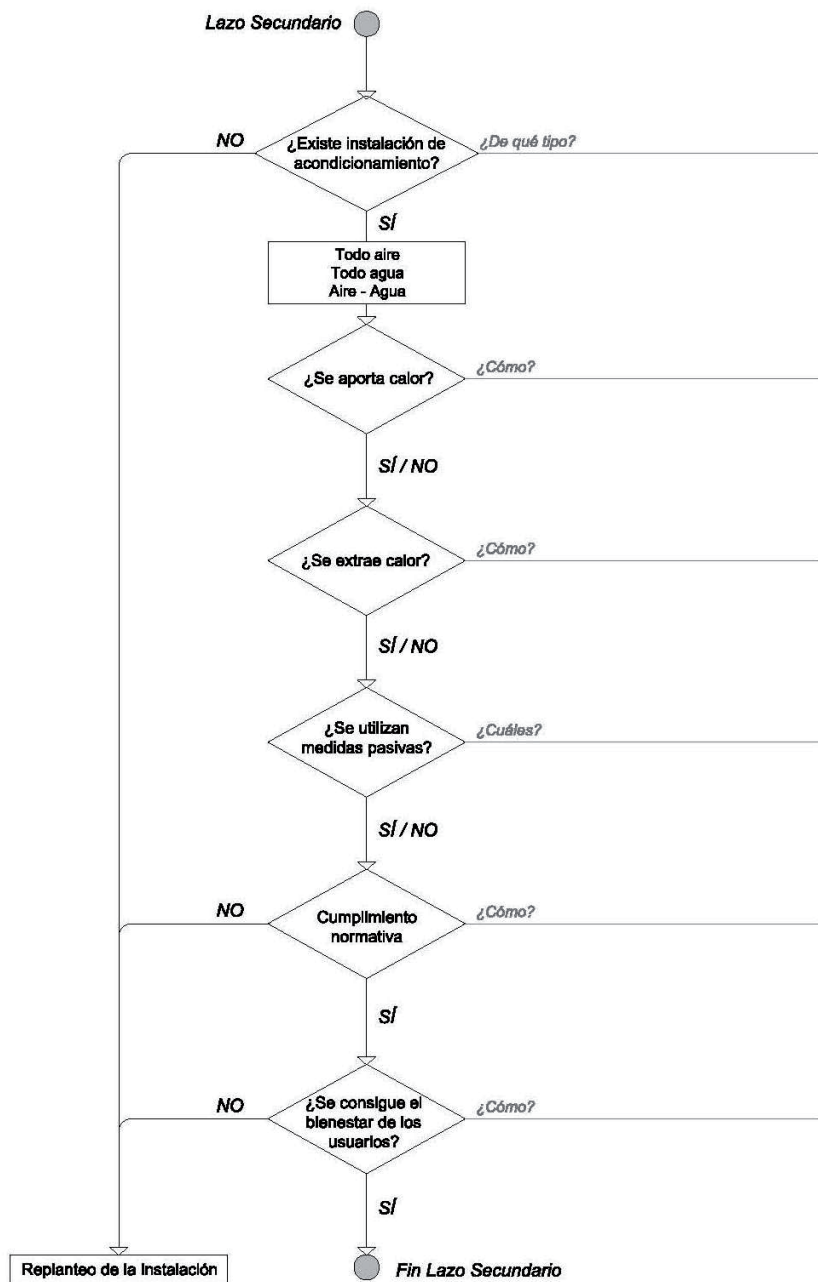 Lazo Secundario
NO
¿Existe instalación de
acondicionamiento?
¿De qué tipo?
SÍ
Todo aire
Todo agua
Aire - Agua
¿Se aporta calor?
¿Cómo?
SÍ / NO
¿Se extrae calor?
¿Cómo?
SÍ / NO
¿Se utilizan
medidas pasivas?
¿Cuáles?
SÍ / NO
NO
Cumplimiento
normativa
¿Cómo?
SÍ
NO
¿Se consigue el
bienestar de los
usuarios?
¿Cómo?
SÍ
Replanteo de la Instalación
Fin Lazo Secundario